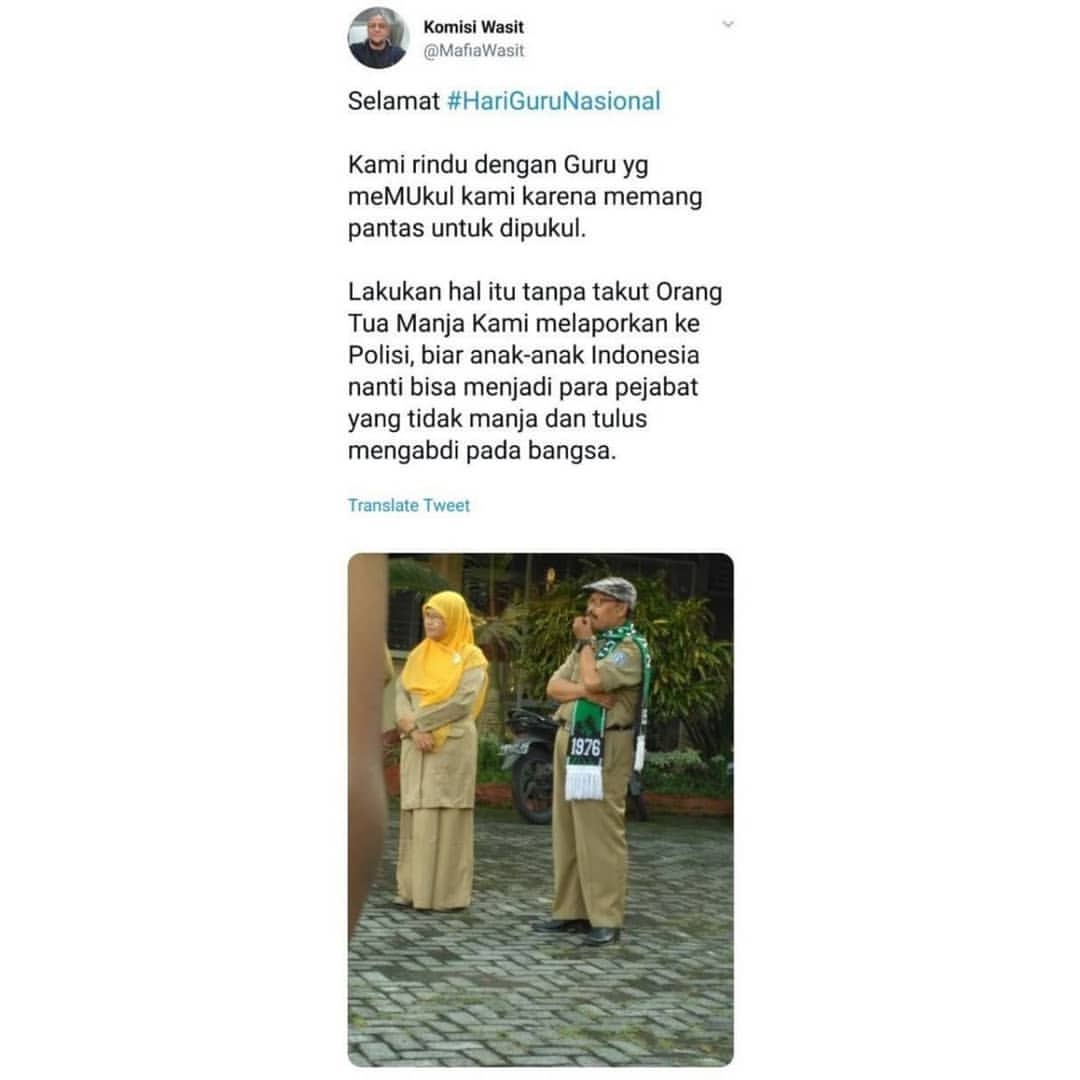 Komisi Wasit
@MafiaWasit
Selamat #HariGuruNasional
Kami rindu dengan Guru yg
meMUkul kami karena memang
pantas untuk dipukul.
Lakukan hal itu tanpa takut Orang
Tua Manja Kami melaporkan ke
Polisi, biar anak-anak Indonesia
nanti bisa menjadi para pejabat
yang tidak manja dan tulus
mengabdi pada bangsa.
Translate Tweet
1976